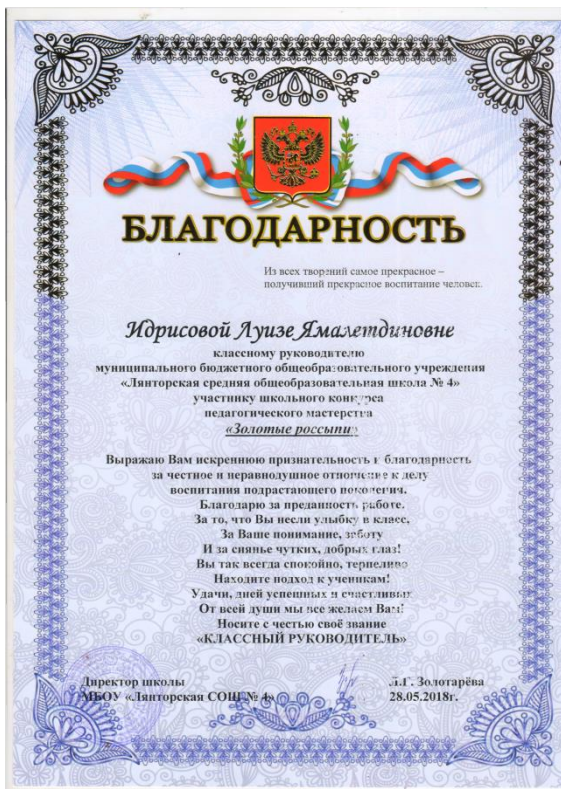 БЛАГОДАРНОСТЬ
Из всех творений самое прекрасное –
получивший прекрасное воспитание человек.
Идрисовой Луизе Ямалетдиновне
классному руководителю
муниципального бюджетного общеобразовательного учреждения
«Лянторская средняя общеобразовательная школа № 4»
участнику школьного конкурса
педагогического мастерства
«Золотые россыпи»
Выражаю Вам искреннюю признательность и благодарность
за честное и неравнодушное отношение к делу
воспитания подрастающего поколения.
Благодарю за преданность работе.
За то, что Вы несли улыбку в класс,
За Ваше понимание, заботу
И за сиянье чутких, добрых глаз!
Вы так всегда спокойно, терпеливо
Находите подход к ученикам!
Удачи, дней успешных и счастливых
От всей души мы все желаем Вам!
Носите с честью своё звание
«КЛАССНЫЙ РУКОВОДИТЕЛЬ»
Директор школы Л.Г. Золотарёва
МБОУ «Лянторская СОШ № 4» 28.05.2018г.